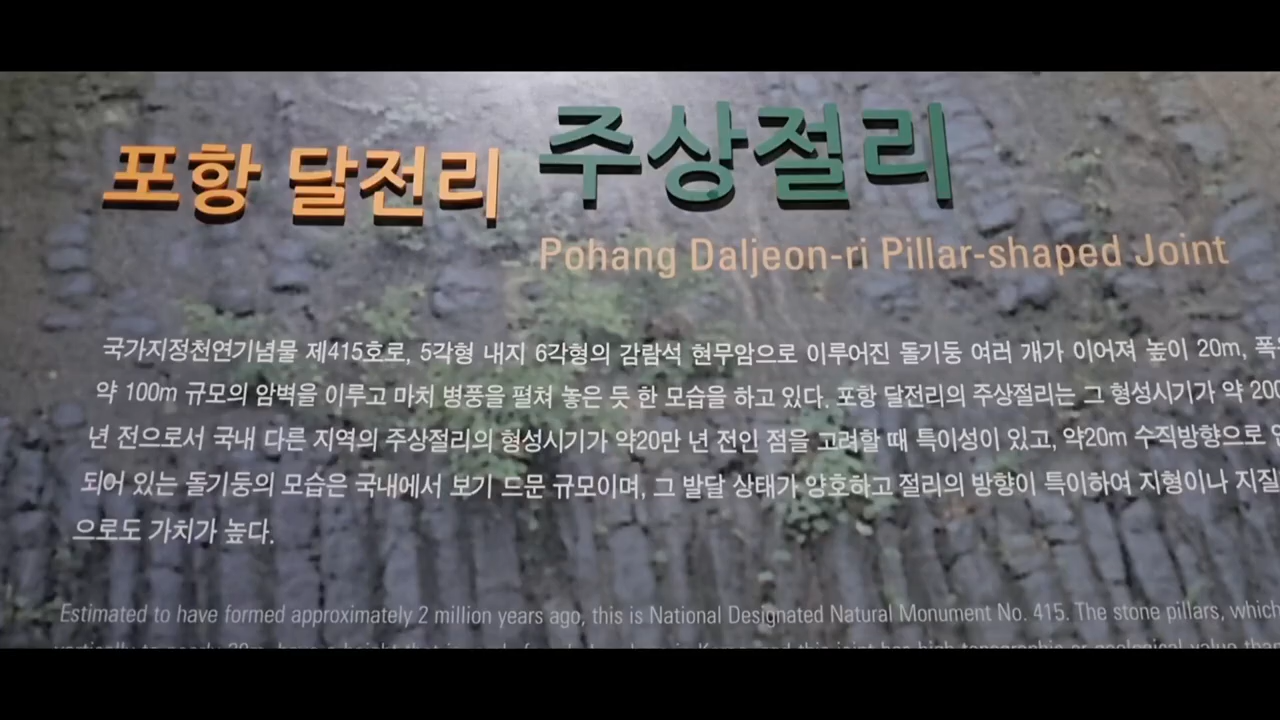 포항 달전리 주상절리
Pohang Daljeon-ri Pillar-shaped Joint
국가지정천연기념물 제415호로, 5각형 내지 6각형의 감람석 현무암으로 이루어진 돌기둥 여러 개가 이어져 높이 20m,
약 100m 규모의 암벽을 이루고 마치 병풍을 펼쳐 놓은 듯 한 모습을 하고 있다. 포항 달전리의 주상절리는 그 형성시기가 약
년 전으로서 국내 다른 지역의 주상절리의 형성시기가 약20만 년 전인 점을 고려할 때 특이성이 있고, 약20m 수직방향으로
되어 있는 돌기둥의 모습은 국내에서 보기 드문 규모이며, 그 발달 상태가 양호하고 절리의 방향이 특이하여 지형이나 지질
으로도 가치가 높다.
Estimated to have formed approximately 2 million years ago, this is National Designated Natural Monument No. 415. The stone pillars, which